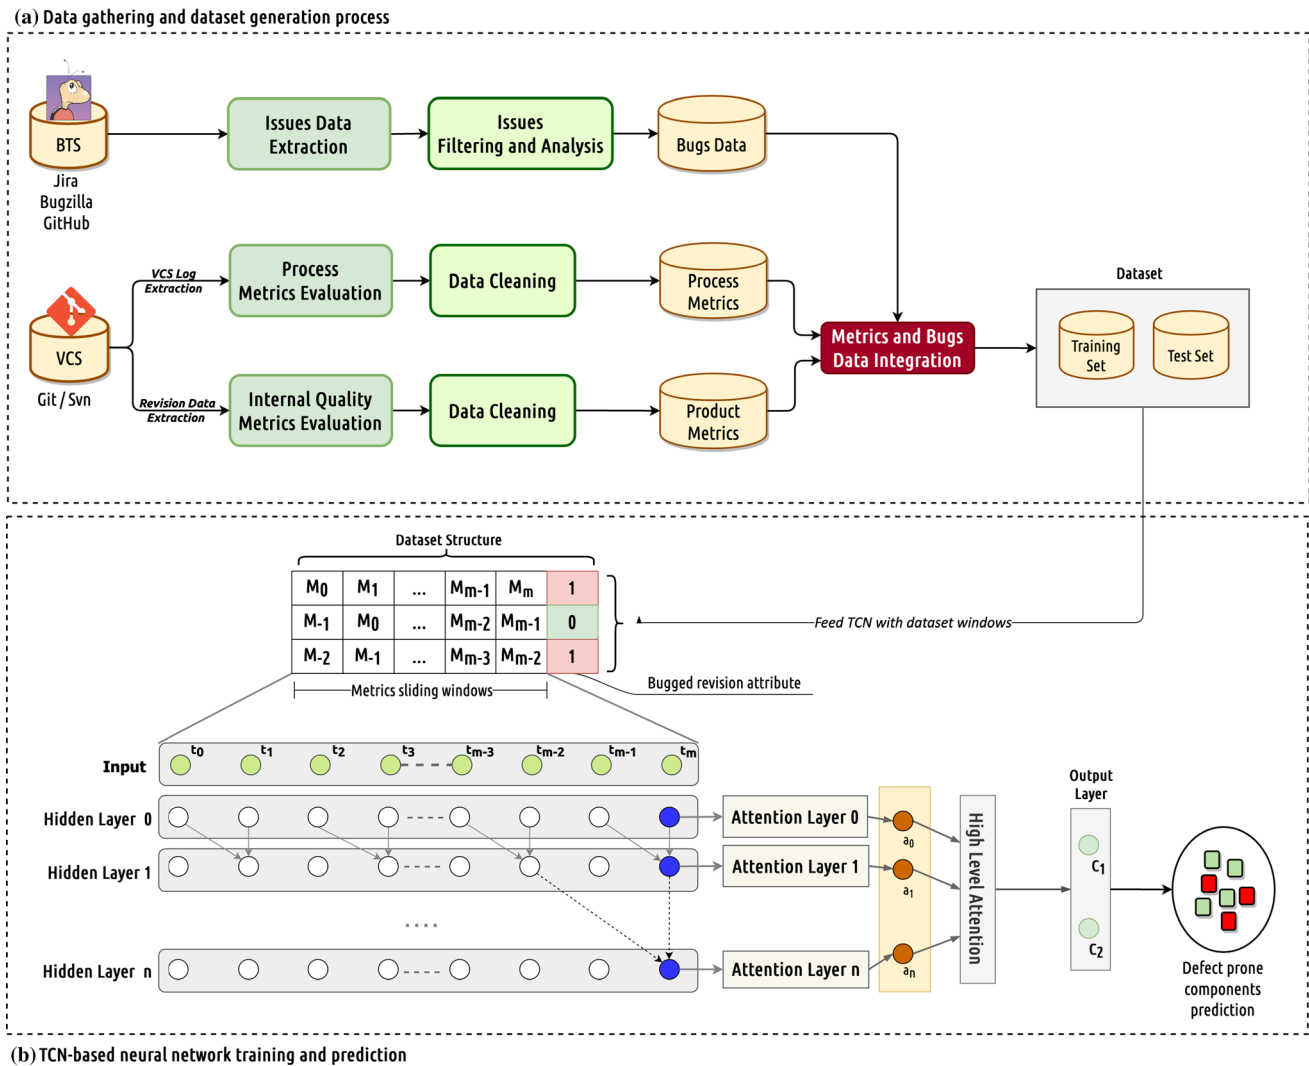 (a) Data gathering and dataset generation process
BTS
Jira
Bugzilla
GitHub
Issues Data
Extraction
Issues
Filtering and Analysis
Bugs Data
VCS
Git / Svn
VCS Log
Extraction
Revision Data
Extraction
Process
Metrics Evaluation
Data Cleaning
Process
Metrics
Internal Quality
Metrics Evaluation
Data Cleaning
Product
Metrics
Metrics and Bugs
Data Integration
Dataset
Training
Set
Test Set
Dataset Structure
M0 M1 ... Mm-1 Mm 1
M-1 M0 ... Mm-2 Mm-1 0
M-2 M-1 ... Mm-3 Mm-2 1
Feed TCN with dataset windows
Metrics sliding windows
Bugged revision attribute
Input t0 t1 t2 t3 tm-3 tm-2 tm-1 tm
Hidden Layer 0
Hidden Layer 1
....
Hidden Layer n
Attention Layer 0
Attention Layer 1
Attention Layer n
a0
a1
an
High Level Attention
Output
Layer
C1
C2
Defect prone
components
prediction
(b) TCN-based neural network training and prediction